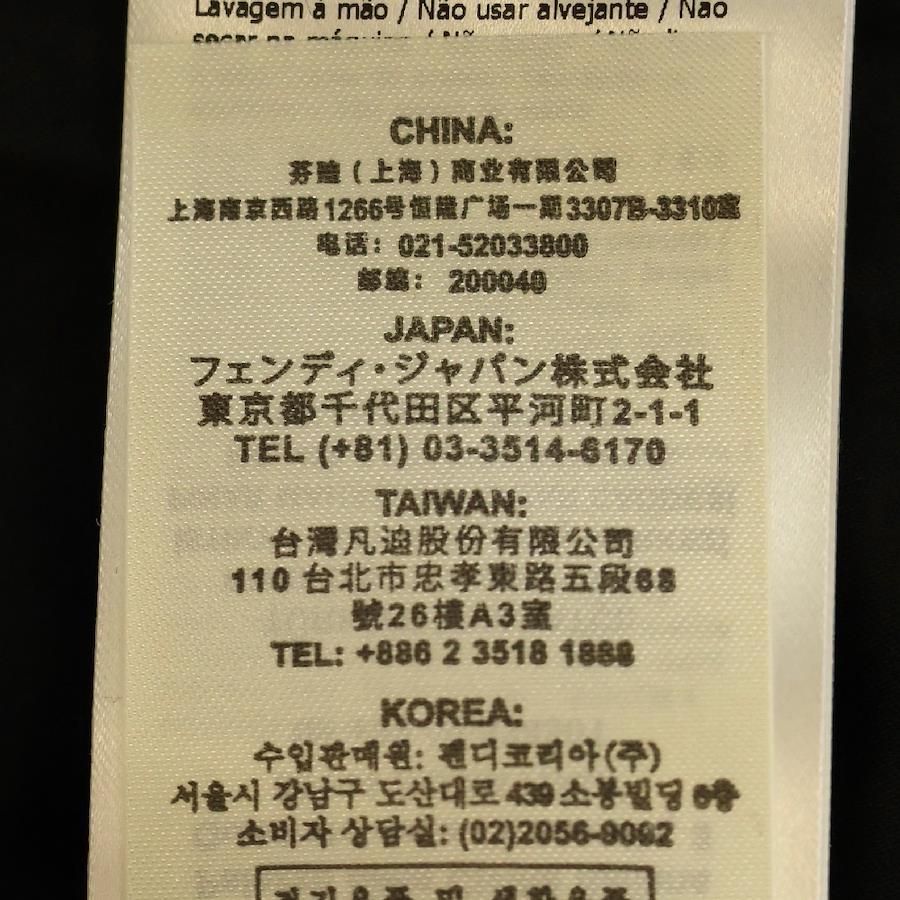 Lavagem à mão / Não usar alvejante / Não
CHINA:
芬迪（上海）商业有限公司
上海南京西路1266号恒隆广场一期3307B-3310室
电话：021-52033800
邮编：200040
JAPAN:
フェンディ・ジャパン株式会社
東京都千代田区平河町2-1-1
TEL (+81) 03-3514-6170
TAIWAN:
台灣凡迪股份有限公司
110 台北市忠孝東路五段68
號26樓A3室
TEL: +886 2 3518 1888
KOREA:
수입판매원: 펜디코리아(주)
서울시 강남구 도산대로 439 소봉빌딩
소비자 상담실: (02)2056-9092